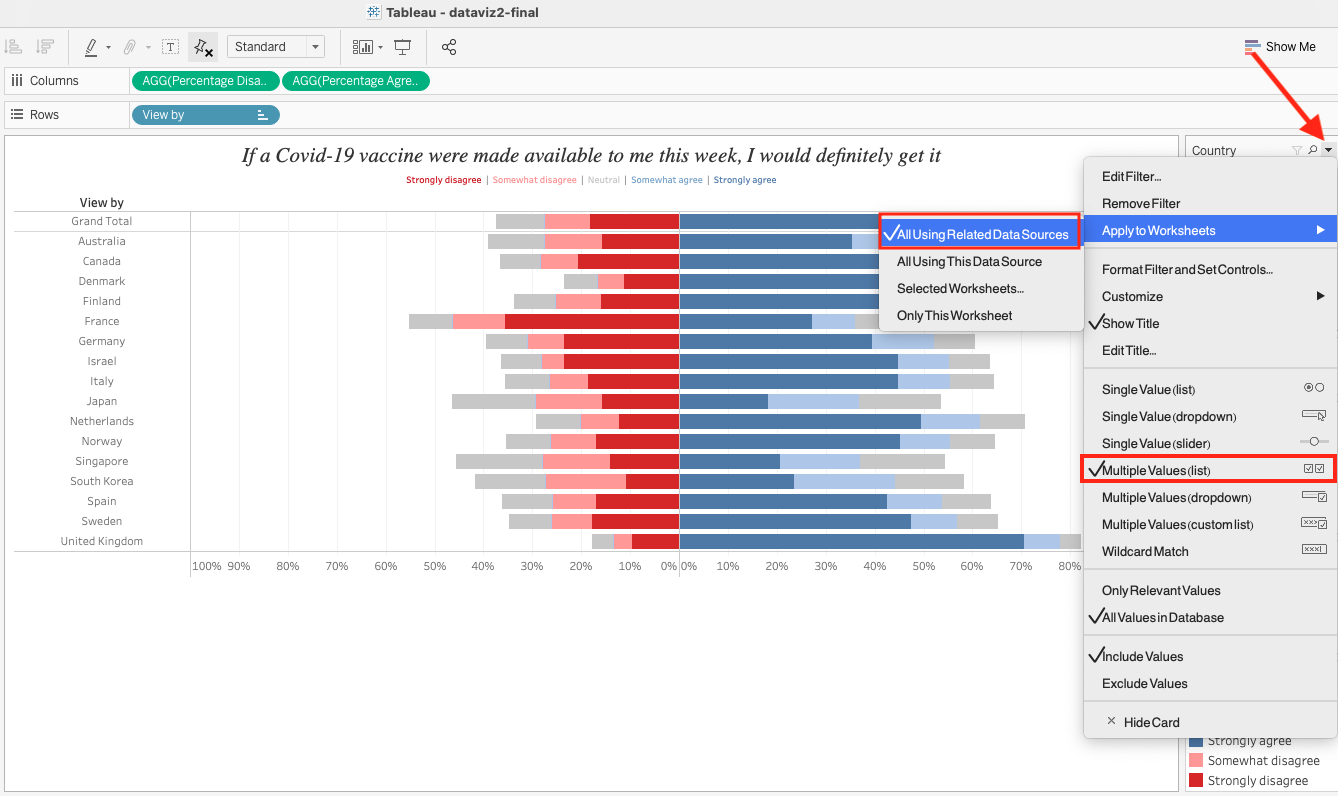 Tableau - dataviz2-final
Standard
Show Me
Columns
AGG(Percentage Disa..
AGG(Percentage Agre..
Rows
View by
If a Covid-19 vaccine were made available to me this week, I would definitely get it
Strongly disagree | Somewhat disagree | Neutral | Somewhat agree | Strongly agree
View by
Grand Total
Australia
Canada
Denmark
Finland
France
Germany
Israel
Italy
Japan
Netherlands
Norway
Singapore
South Korea
Spain
Sweden
United Kingdom
100% 90% 80% 70% 60% 50% 40% 30% 20% 10% 0% 0% 10% 20% 30% 40% 50% 60% 70% 80%
All Using Related Data Sources
All Using This Data Source
Selected Worksheets...
Only This Worksheet
Country
Edit Filter...
Remove Filter
Apply to Worksheets
Format Filter and Set Controls...
Customize
Show Title
Edit Title...
Single Value (list)
Single Value (dropdown)
Single Value (slider)
Multiple Values (list)
Multiple Values (dropdown)
Multiple Values (custom list)
Wildcard Match
Only Relevant Values
All Values in Database
Include Values
Exclude Values
Hide Card
Strongly agree
Somewhat disagree
Strongly disagree